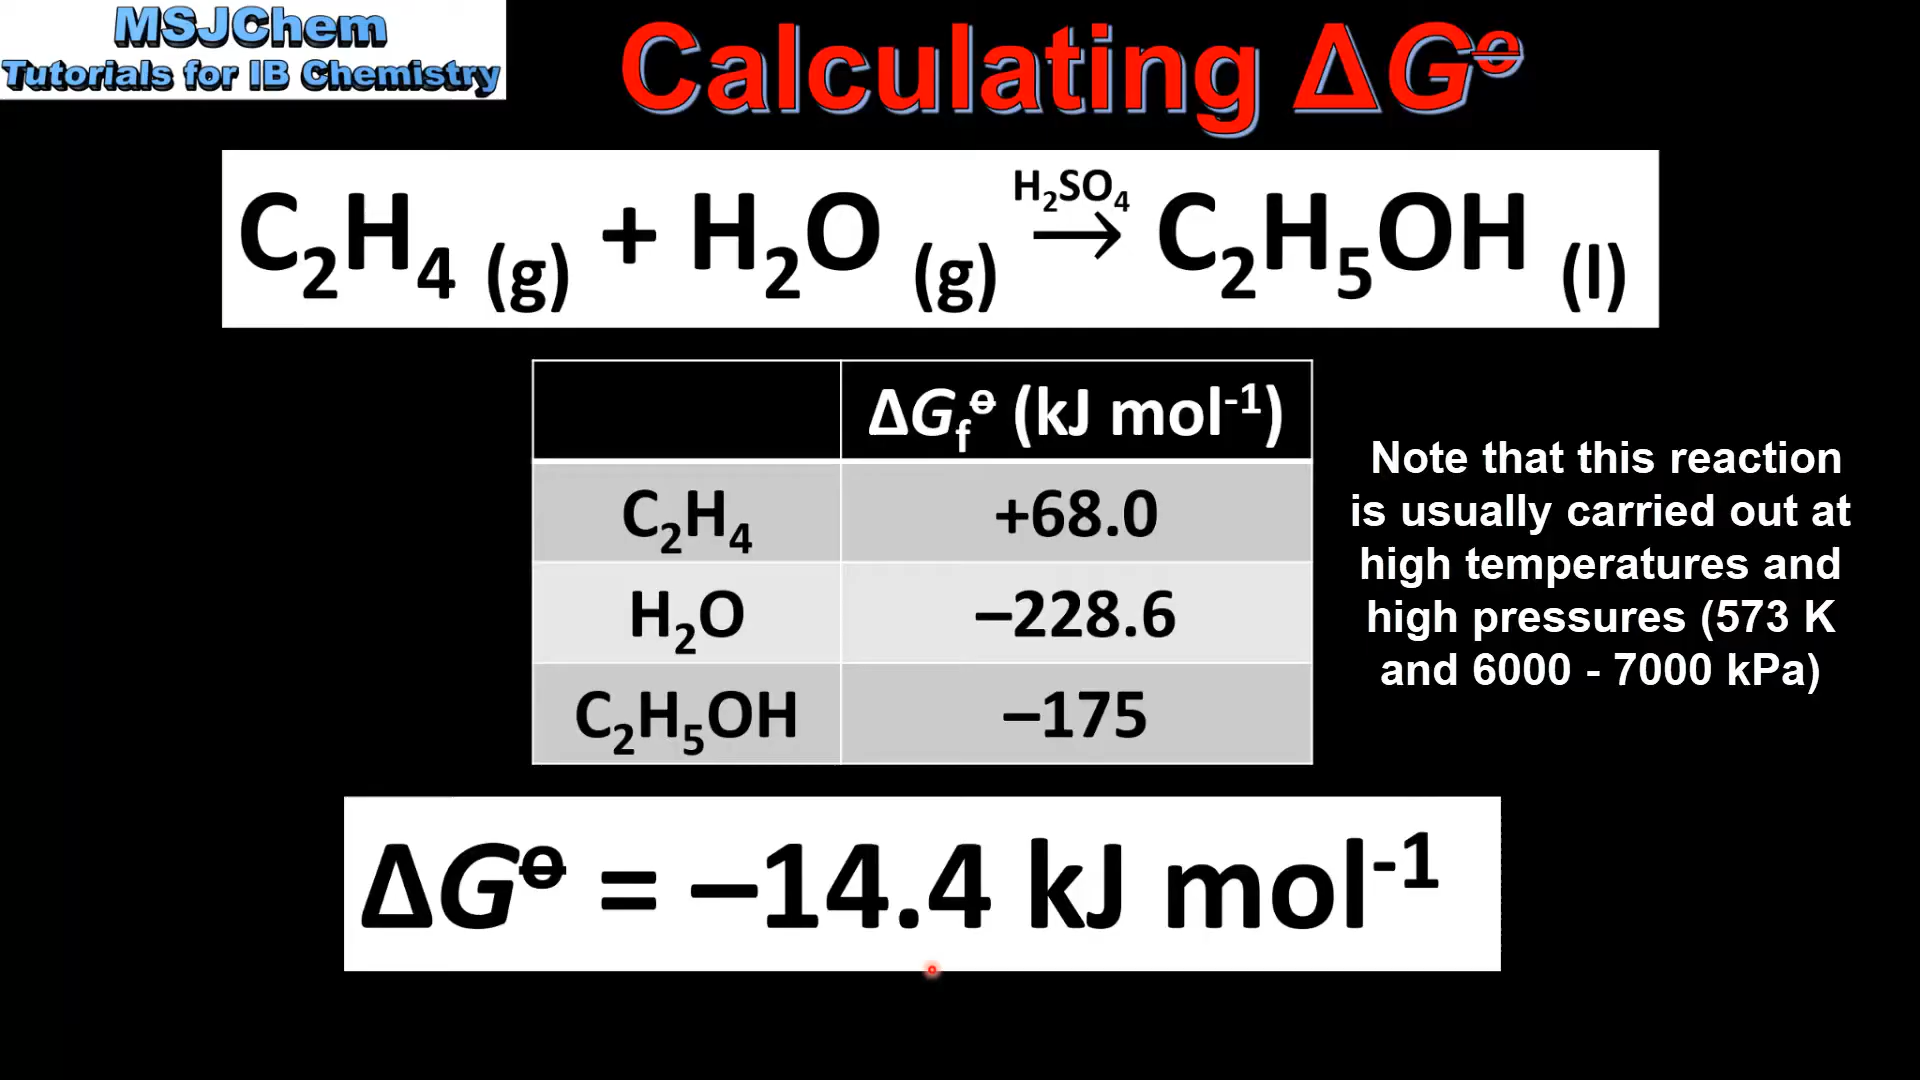 MSJChem
Tutorials for IB Chemistry
Calculating ΔG⦵
C₂H₄ (g) + H₂O (g) H₂SO₄ → C₂H₅OH (l)
ΔGf⦵ (kJ mol⁻¹)
C₂H₄ +68.0
H₂O –228.6
C₂H₅OH –175
Note that this reaction
is usually carried out at
high temperatures and
high pressures (573 K
and 6000 - 7000 kPa)
ΔG⦵ = –14.4 kJ mol⁻¹